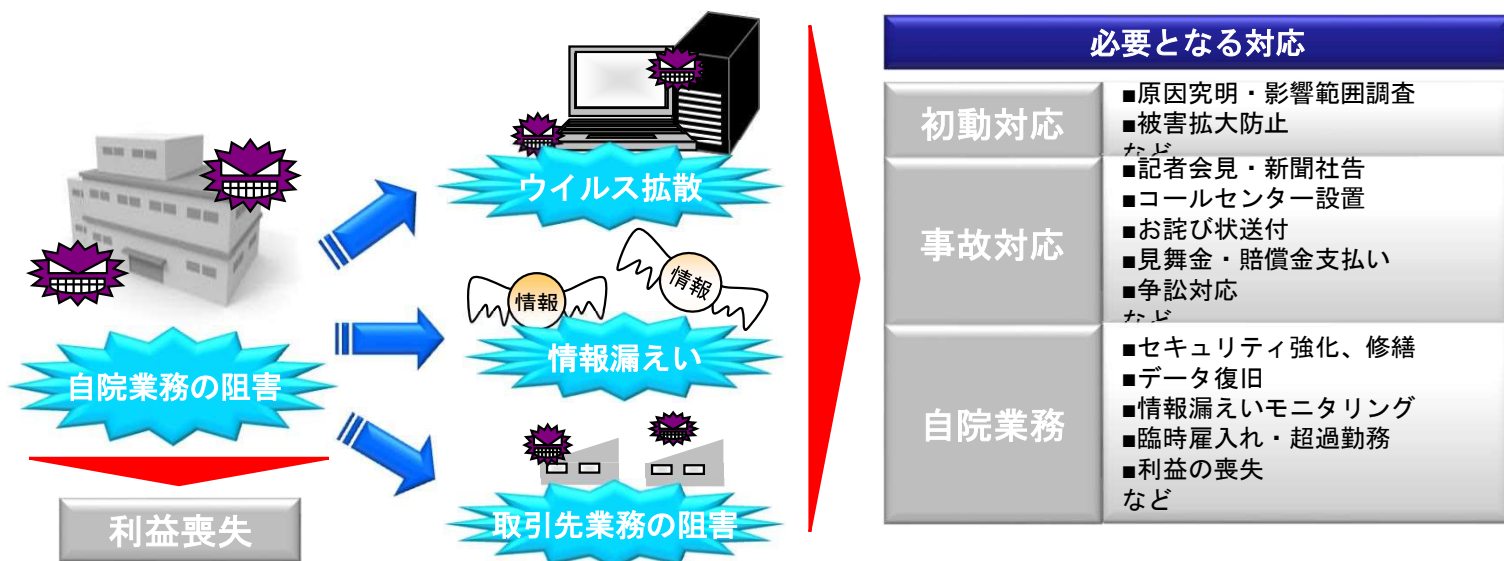 自院業務の阻害
利益喪失
ウイルス拡散
情報
情報
情報漏えい
取引先業務の阻害
必要となる対応
初動対応
■原因究明・影響範囲調査
■被害拡大防止
など
事故対応
■記者会見・新聞社告
■コールセンター設置
■お詫び状送付
■見舞金・賠償金支払い
■争訟対応
など
自院業務
■セキュリティ強化、修繕
■データ復旧
■情報漏えいモニタリング
■臨時雇入れ・超過勤務
■利益の喪失
など